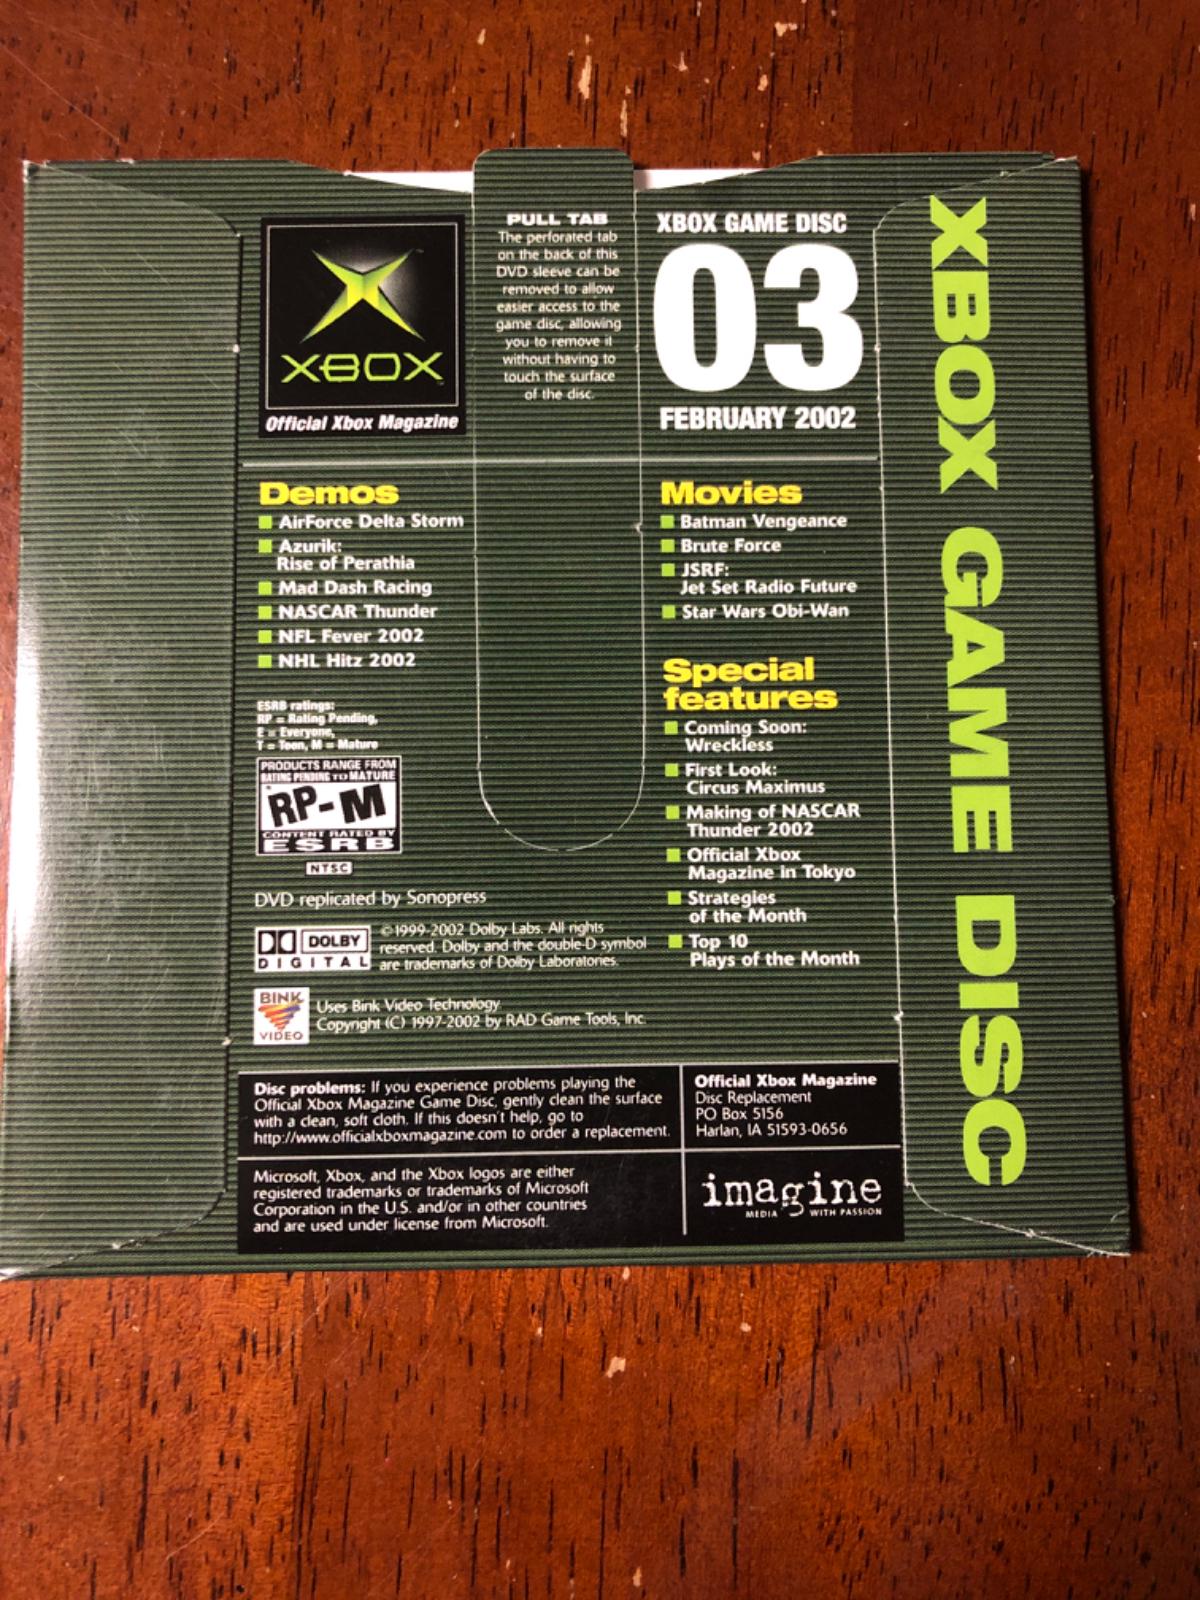 XBOX
Official Xbox Magazine
PULL TAB
The perforated tab
on the back of this
DVD sleeve can be
removed to allow
easier access to the
game disc, allowing
you to remove it
without having to
touch the surface
of the disc.
XBOX GAME DISC
03
FEBRUARY 2002
XBOX GAME DISC
Demos
AirForce Delta Storm
Azurik:
Rise of Perathia
Mad Dash Racing
NASCAR Thunder
NFL Fever 2002
NHL Hitz 2002
Movies
Batman Vengeance
Brute Force
JSRF:
Jet Set Radio Future
Star Wars Obi-Wan
Special
features
Coming Soon:
Wreckless
First Look:
Circus Maximus
Making of NASCAR
Thunder 2002
Official Xbox
Magazine in Tokyo
Strategies
of the Month
Top 10
Plays of the Month
ESRB ratings:
RP = Rating Pending,
E = Everyone,
T = Teen, M = Mature
PRODUCTS RANGE FROM
RATING PENDING TO MATURE
RP-M
CONTENT RATED BY
ESRB
NTSC
DVD replicated by Sonopress
DOLBY
DIGITAL
©1999-2002 Dolby Labs. All rights
reserved. Dolby and the double-D symbol
are trademarks of Dolby Laboratories.
BINK
VIDEO
Uses Bink Video Technology.
Copyright (C) 1997-2002 by RAD Game Tools, Inc.
Disc problems: If you experience problems playing the
Official Xbox Magazine Game Disc, gently clean the surface
with a clean, soft cloth. If this doesn't help, go to
http://www.officialxboxmagazine.com to order a replacement.
Official Xbox Magazine
Disc Replacement
PO Box 5156
Harlan, IA 51593-0656
Microsoft, Xbox, and the Xbox logos are either
registered trademarks or trademarks of Microsoft
Corporation in the U.S. and/or in other countries
and are used under license from Microsoft.
imagine
MEDIA WITH PASSION